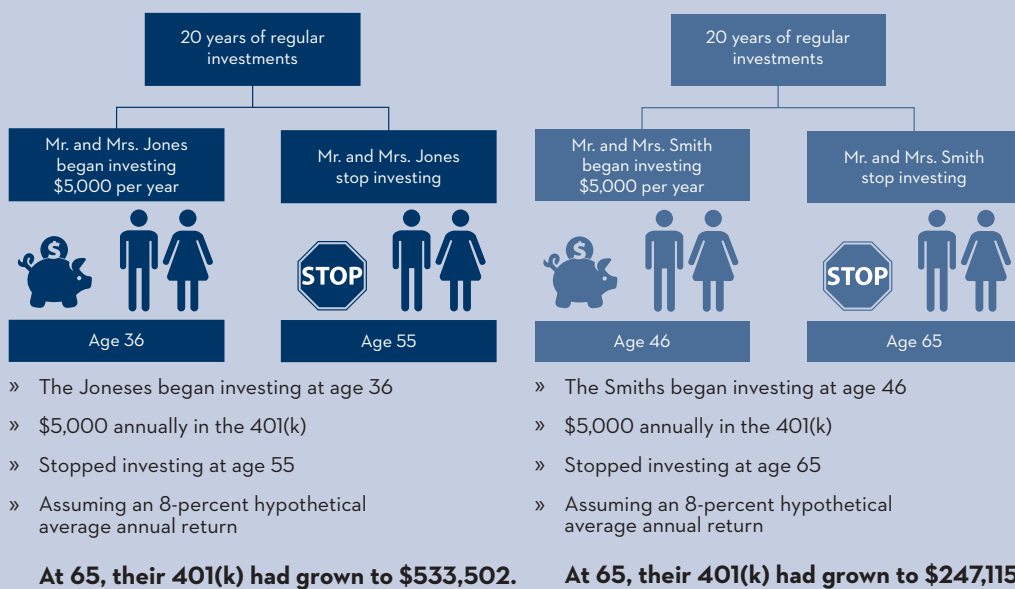 20 years of regular
investments
Mr. and Mrs. Jones
began investing
$5,000 per year
Mr. and Mrs. Jones
stop investing
$
STOP
Age 36
Age 55
» The Joneses began investing at age 36
» $5,000 annually in the 401(k)
» Stopped investing at age 55
» Assuming an 8-percent hypothetical
average annual return
At 65, their 401(k) had grown to $533,502.
20 years of regular
investments
Mr. and Mrs. Smith
began investing
$5,000 per year
Mr. and Mrs. Smith
stop investing
$
STOP
Age 46
Age 65
» The Smiths began investing at age 46
» $5,000 annually in the 401(k)
» Stopped investing at age 65
» Assuming an 8-percent hypothetical
average annual return
At 65, their 401(k) had grown to $247,115